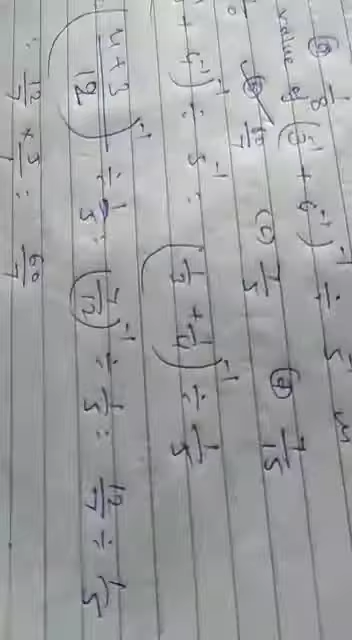 (a) 1/8
value of (3^-1 + 4^-1)^-1 ÷ 5^-1
(b) 60/7 (c) 7/5 (d) 7/15
+ 4^-1)^-1 ÷ 5^-1 = (1/3 + 1/4)^-1 ÷ 1/5
(4+3/12)^-1 ÷ 1/5 = (7/12)^-1 ÷ 1/5 = 12/7 ÷ 1/5
= 12/7 × 5/1 = 60/7